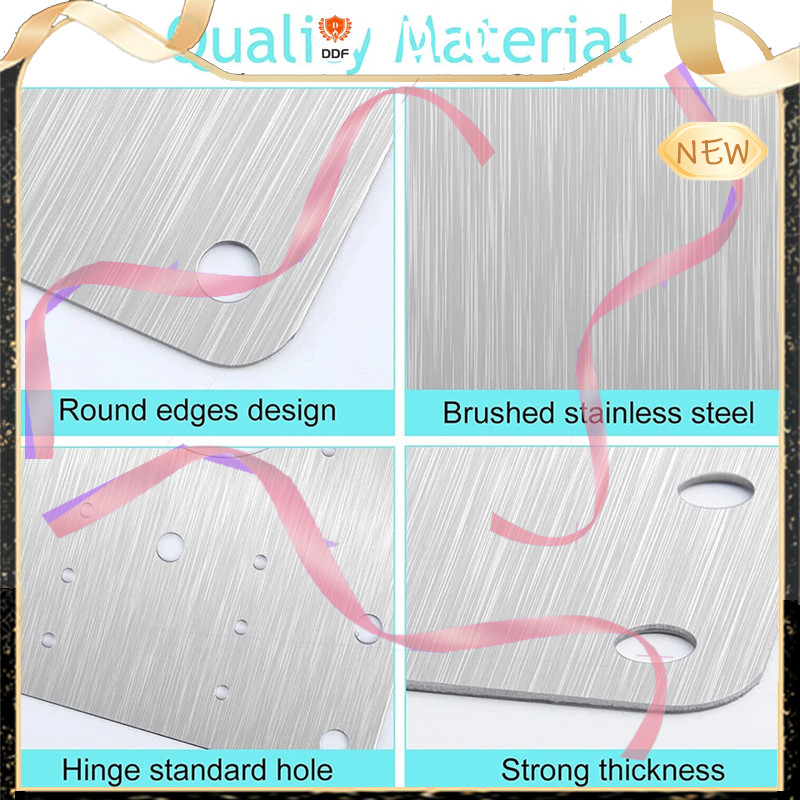 Quality Material
DDF
NEW
Round edges design
Brushed stainless steel
Hinge standard hole
Strong thickness